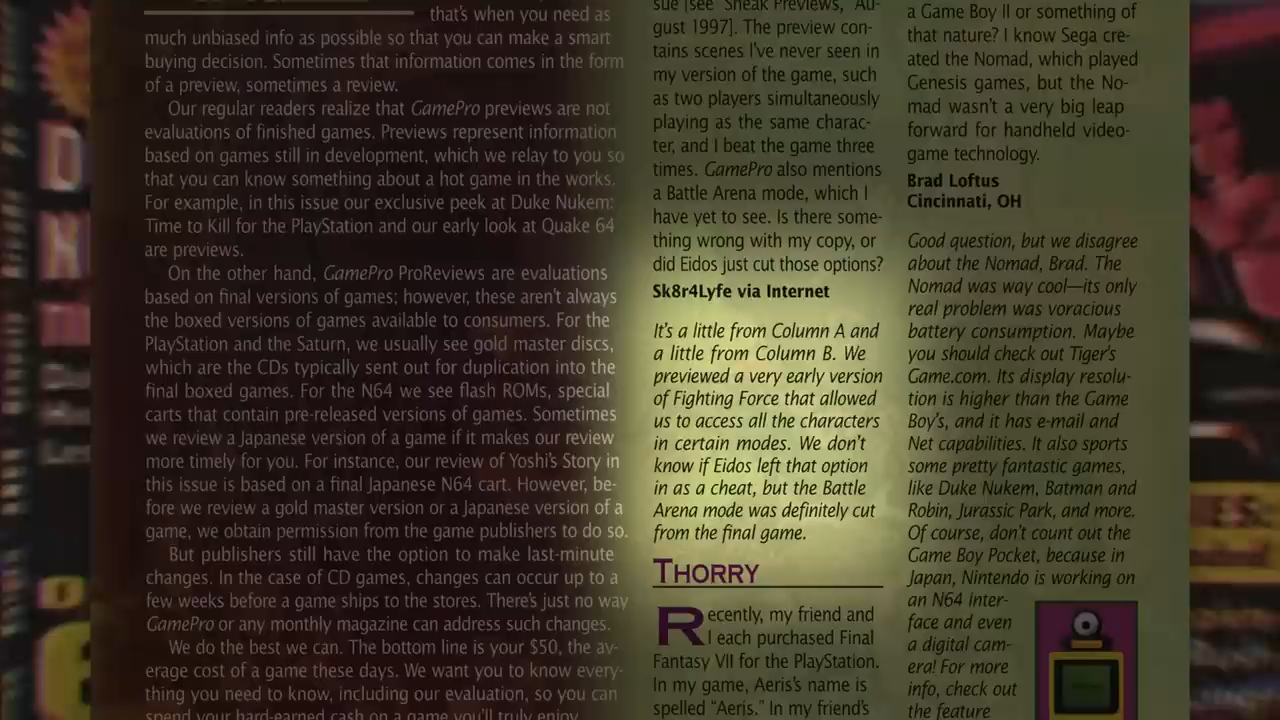 that's when you need as
much unbiased info as possible so that you can make a smart
buying decision. Sometimes that information comes in the form
of a preview, sometimes a review.
Our regular readers realize that GamePro previews are not
evaluations of finished games. Previews represent information
based on games still in development, which we relay to you so
that you can know something about a hot game in the works.
For example, in this issue our exclusive peek at Duke Nukem:
Time to Kill for the PlayStation and our early look at Quake 64
are previews.
On the other hand, GamePro ProReviews are evaluations
based on final versions of games; however, these aren't always
the boxed versions of games available to consumers. For the
PlayStation and the Saturn, we usually see gold master discs,
which are the CDs typically sent out for duplication into the
final boxed games. For the N64 we see flash ROMs, special
carts that contain pre-released versions of games. Sometimes
we review a Japanese version of a game if it makes our review
more timely for you. For instance, our review of Yoshi's Story in
this issue is based on a final Japanese N64 cart. However, be-
fore we review a gold master version or a Japanese version of a
game, we obtain permission from the game publishers to do so.
But publishers still have the option to make last-minute
changes. In the case of CD games, changes can occur up to a
few weeks before a game ships to the stores. There's just no way
GamePro or any monthly magazine can address such changes.
We do the best we can. The bottom line is your $50, the av-
erage cost of a game these days. We want you to know every-
thing you need to know, including our evaluation, so you can
spend your hard-earned cash on a game you'll truly enjoy.
sue [see "Sneak Previews," Au-
gust 1997]. The preview con-
tains scenes I've never seen in
my version of the game, such
as two players simultaneously
playing as the same charac-
ter, and I beat the game three
times. GamePro also mentions
a Battle Arena mode, which I
have yet to see. Is there some-
thing wrong with my copy, or
did Eidos just cut those options?
Sk8r4Lyfe via Internet
It's a little from Column A and
a little from Column B. We
previewed a very early version
of Fighting Force that allowed
us to access all the characters
in certain modes. We don't
know if Eidos left that option
in as a cheat, but the Battle
Arena mode was definitely cut
from the final game.
THORRY
Recently, my friend and
I each purchased Final
Fantasy VII for the PlayStation.
In my game, Aeris's name is
spelled "Aeris." In my friend's
a Game Boy II or something of
that nature? I know Sega cre-
ated the Nomad, which played
Genesis games, but the No-
mad wasn't a very big leap
forward for handheld video-
game technology.
Brad Loftus
Cincinnati, OH
Good question, but we disagree
about the Nomad, Brad. The
Nomad was way cool—its only
real problem was voracious
battery consumption. Maybe
you should check out Tiger's
Game.com. Its display resolu-
tion is higher than the Game
Boy's, and it has e-mail and
Net capabilities. It also sports
some pretty fantastic games,
like Duke Nukem, Batman and
Robin, Jurassic Park, and more.
Of course, don't count out the
Game Boy Pocket, because in
Japan, Nintendo is working on
an N64 inter-
face and even
a digital cam-
era! For more
info, check out
the feature